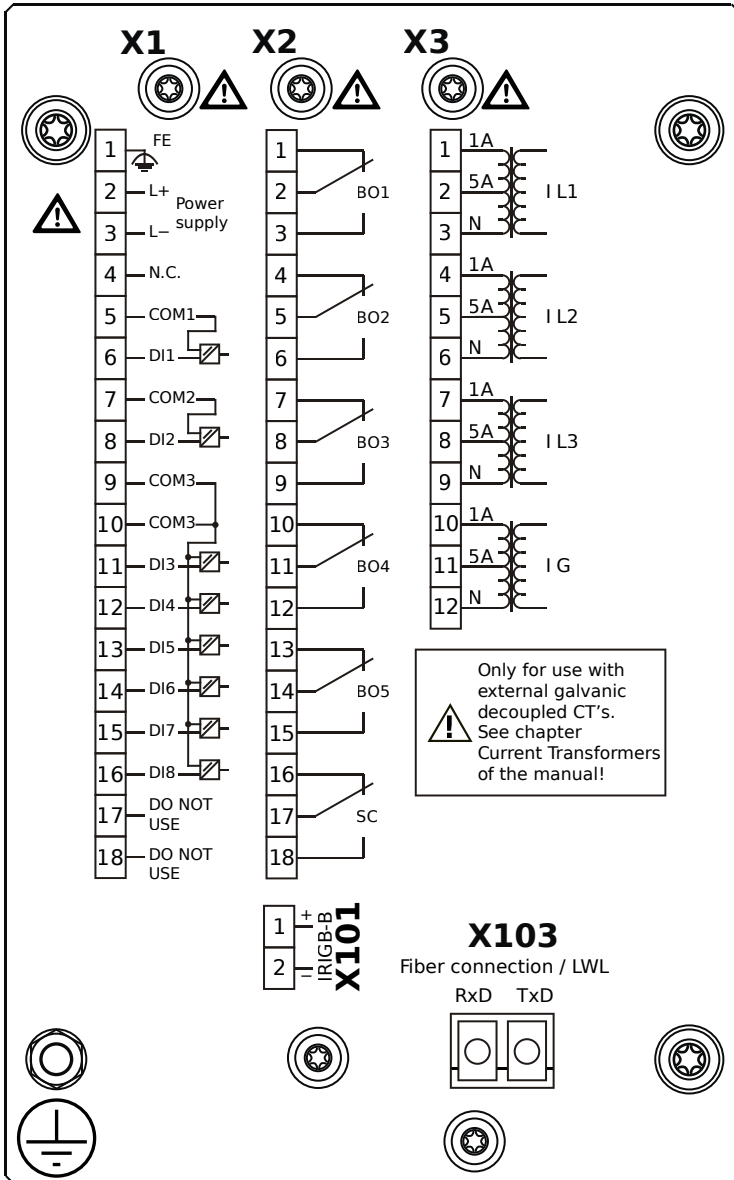 X1
1 FE
2 L+ Power supply
3 L−
4 N.C.
5 COM1
6 DI1
7 COM2
8 DI2
9 COM3
10 COM3
11 DI3
12 DI4
13 DI5
14 DI6
15 DI7
16 DI8
17 DO NOT USE
18 DO NOT USE
X2
1
2 BO1
3
4
5 BO2
6
7
8 BO3
9
10
11 BO4
12
13
14 BO5
15
16
17 SC
18
X3
1 1A
2 5A I L1
3 N
4 1A
5 5A I L2
6 N
7 1A
8 5A I L3
9 N
10 1A
11 5A I G
12 N
Only for use with
external galvanic
decoupled CT's.
See chapter
Current Transformers
of the manual!
1 +
2 −
IRIGB-B
X101
X103
Fiber connection / LWL
RxD TxD